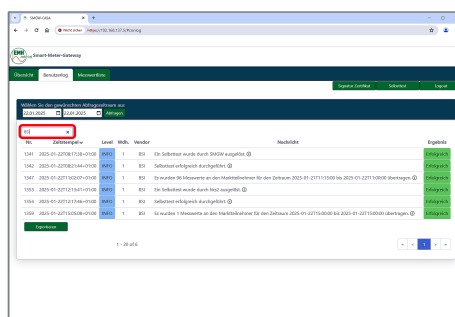 SMGW-CASA
Nicht sicher https://192.168.137.5/#usrlog
EMH
Smart-Meter-Gateway
Übersicht Benutzerlog Messwertliste
Signatur Zertifikat Selbsttest Logout
Wählen Sie den gewünschten Abfragezeitraum aus
22.01.2025 22.01.2025 Abfragen
BSI
Nr. Zeitstempel Level Wdh. Vendor Nachricht Ergebnis
1341 2025-01-22T08:17:38+01:00 INFO 1 BSI Ein Selbsttest wurde durch SMGW ausgelöst. Erfolgreich
1342 2025-01-22T08:21:44+01:00 INFO 1 BSI Selbsttest erfolgreich durchgeführt. Erfolgreich
1347 2025-01-22T11:02:07+01:00 INFO 1 BSI Es wurden 96 Messwerte an den Marktteilnehmer für den Zeitraum 2025-01-21T11:15:00 bis 2025-01-22T11:00:00 übertragen. Erfolgreich
1353 2025-01-22T12:13:41+01:00 INFO 1 BSI Ein Selbsttest wurde durch ausgelöst. Erfolgreich
1354 2025-01-22T12:17:46+01:00 INFO 1 BSI Selbsttest erfolgreich durchgeführt. Erfolgreich
1359 2025-01-22T15:05:08+01:00 INFO 1 BSI Es wurden 1 Messwerte an den Marktteilnehmer für den Zeitraum 2025-01-22T15:00:00 bis 2025-01-22T15:00:00 übertragen. Erfolgreich
Exportieren
1 - 20 of 6
« < 1 > »